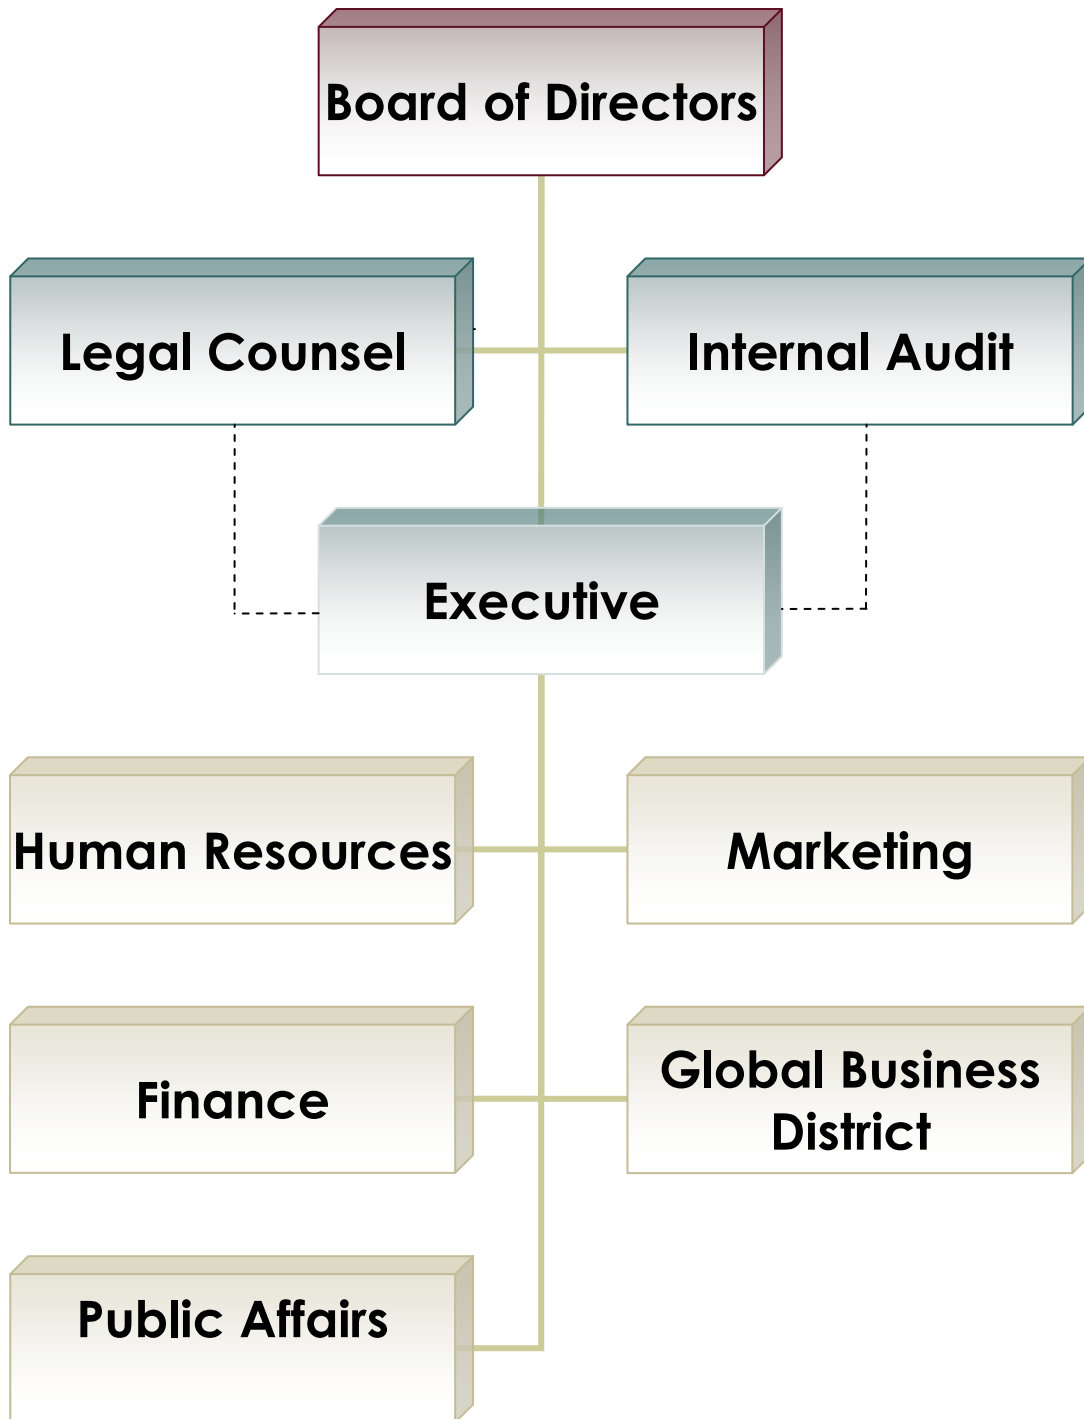 Board of Directors
Legal Counsel
Internal Audit
Executive
Human Resources
Marketing
Finance
Global Business
District
Public Affairs